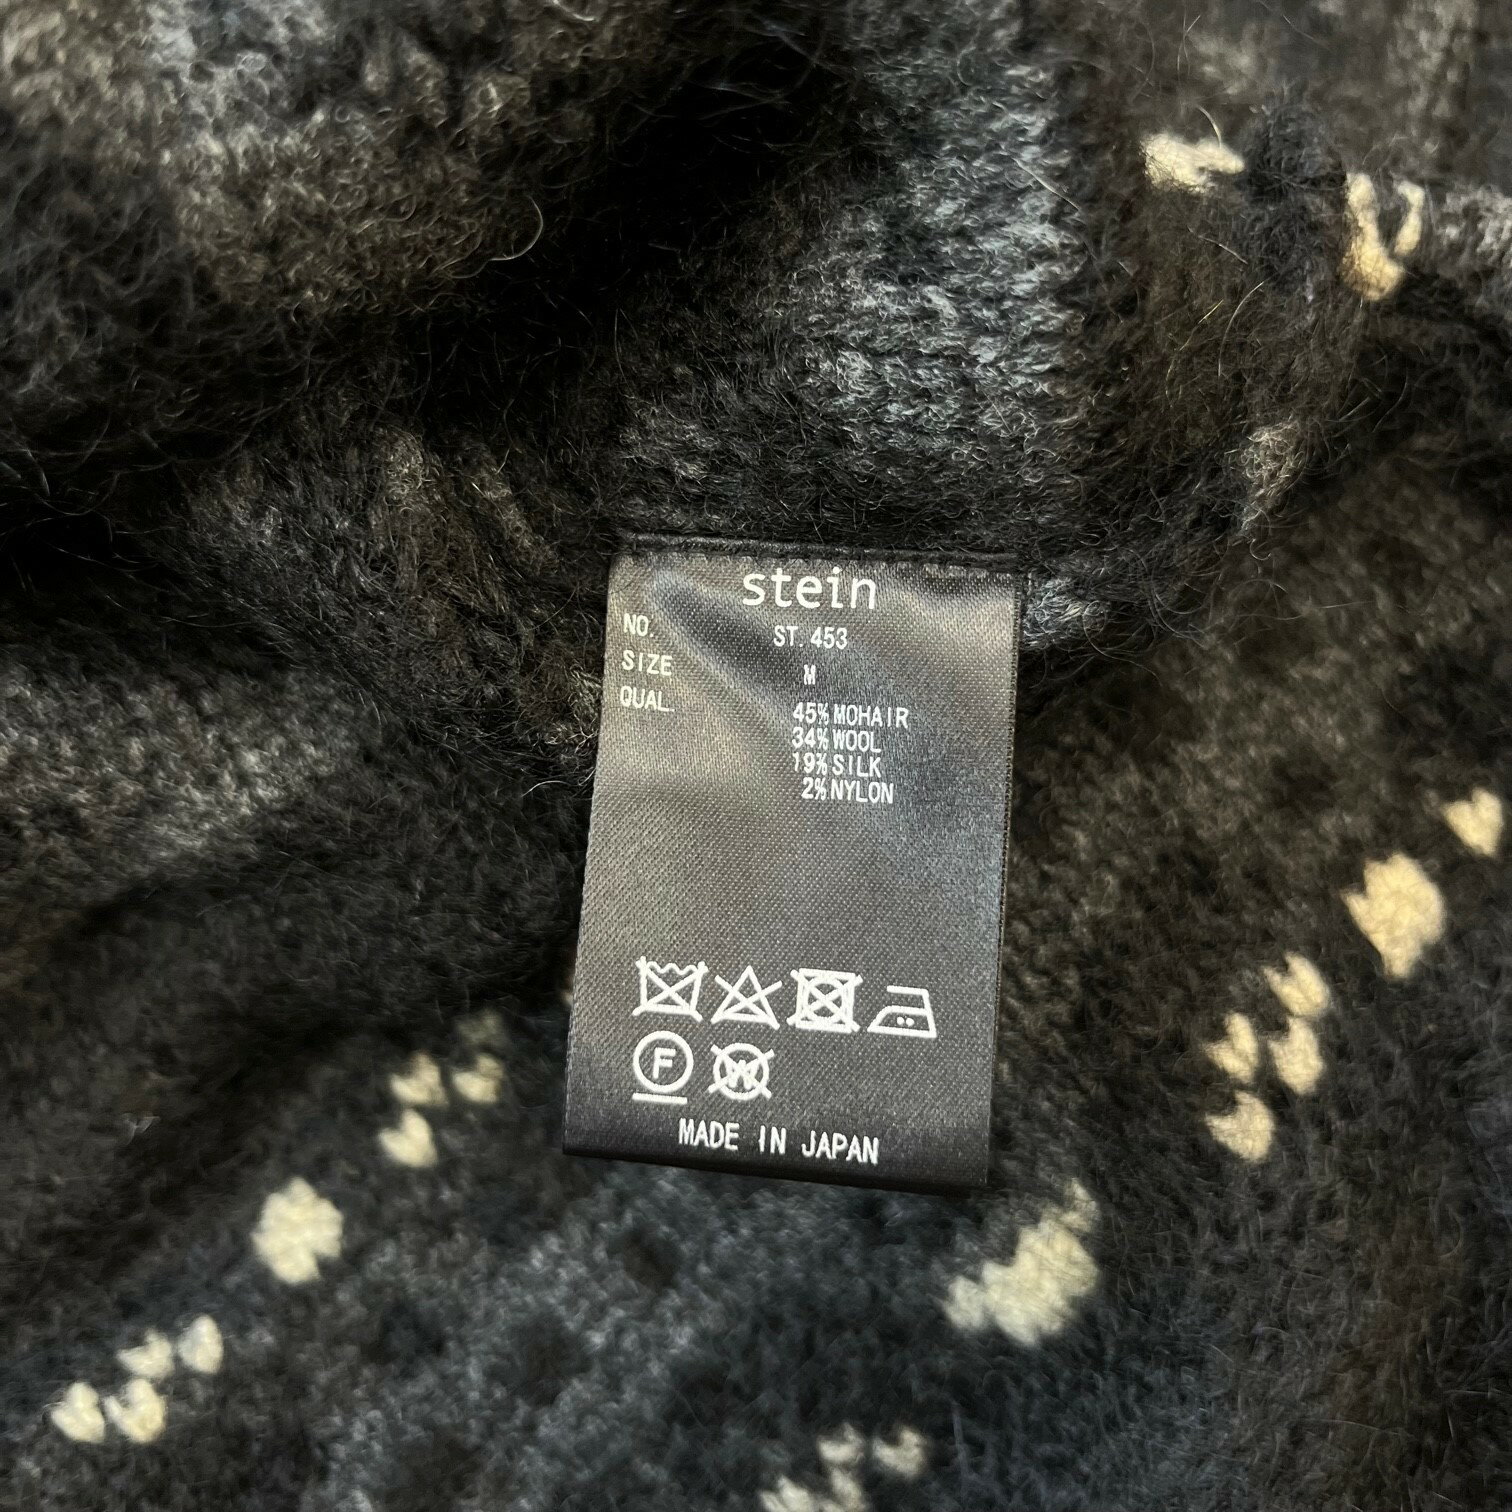 stein
NO. ST.453
SIZE M
QUAL. 45%MOHAIR
34%WOOL
19%SILK
2%NYLON
F W
MADE IN JAPAN